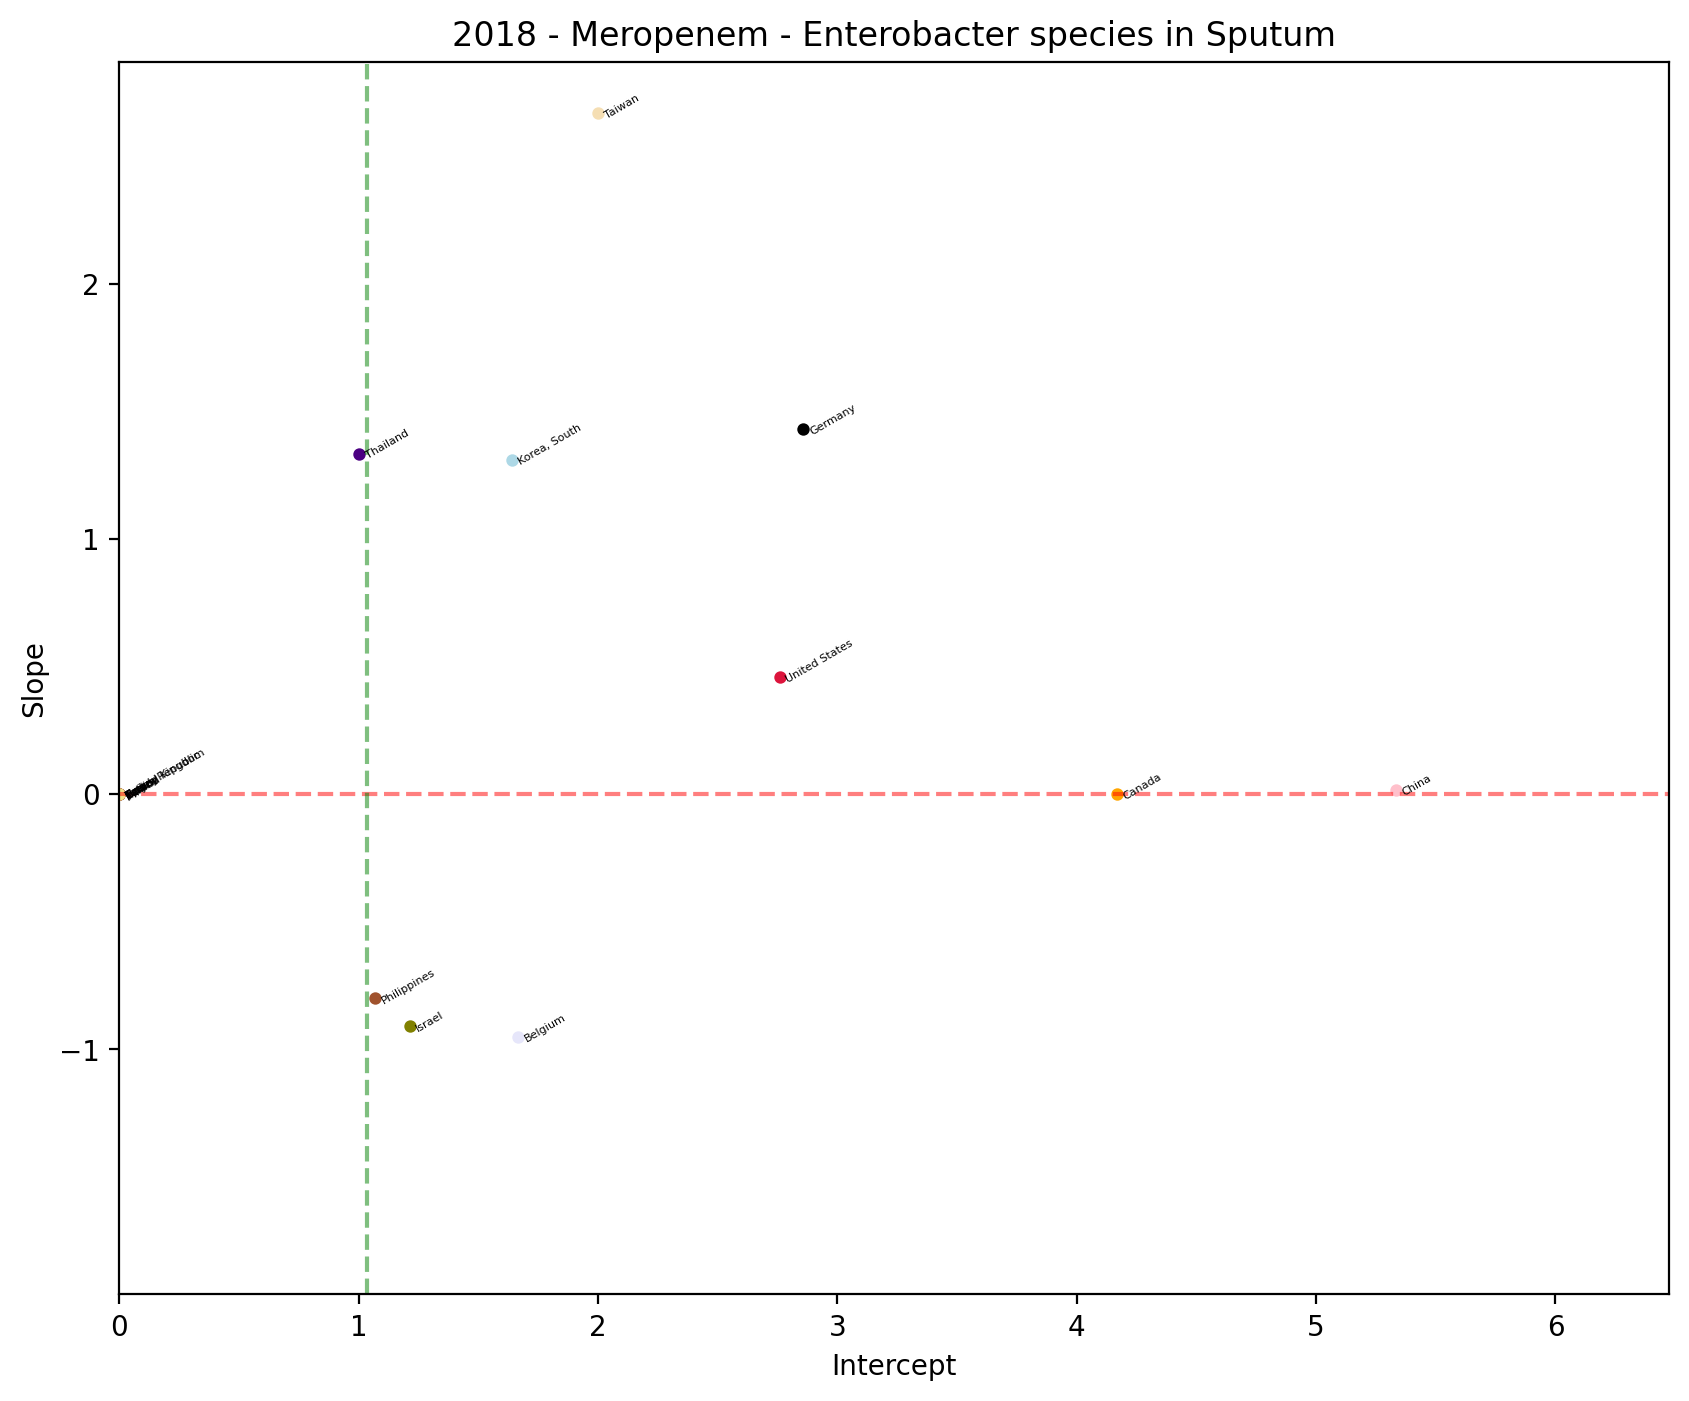 2018 - Meropenem - Enterobacter species in Sputum
Taiwan
2
Germany
Thailand
Korea, South
1
United States
Slope
0
Canada
China
Philippines
Israel
Belgium
−1
0 1 2 3 4 5 6
Intercept